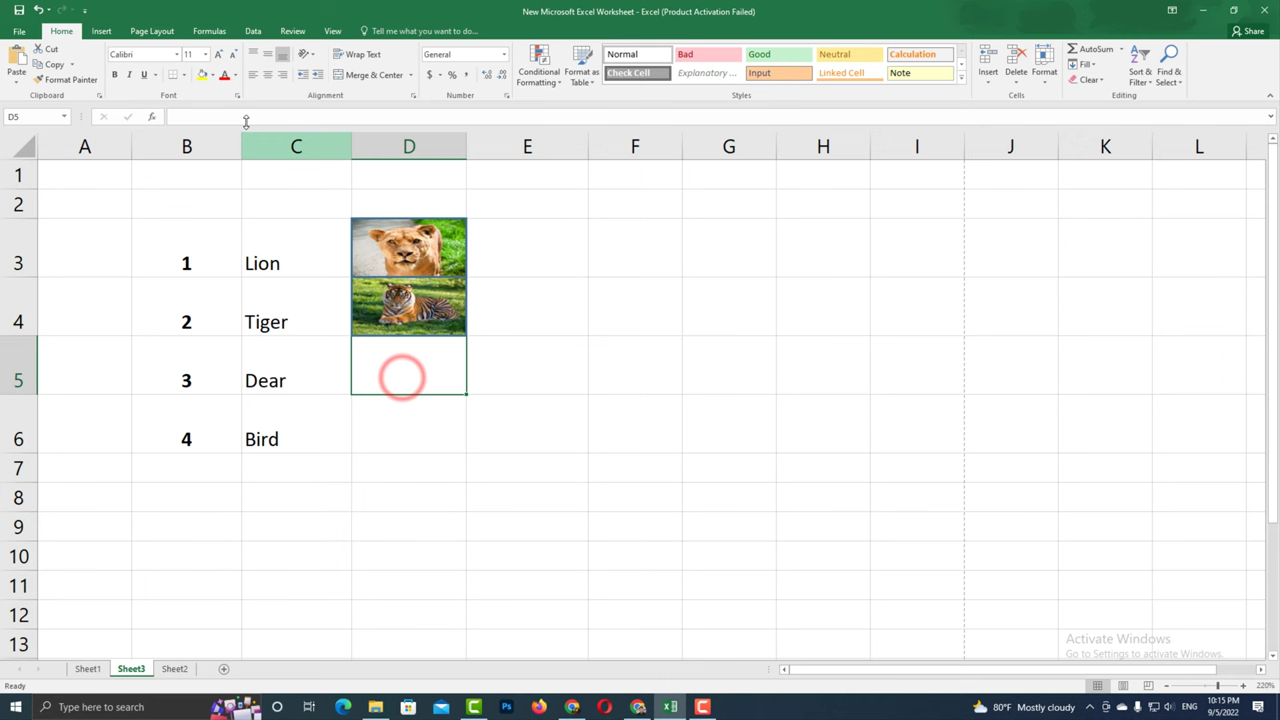 New Microsoft Excel Worksheet - Excel (Product Activation Failed)
File Home Insert Page Layout Formulas Data Review View Tell me what you want to do... Share
Cut Calibri 11 Wrap Text General Normal Bad Good Neutral Calculation AutoSum
Copy Fill
Format Painter Merge & Center Check Cell Explanatory ... Input Linked Cell Note Clear
Paste Conditional Formatting Format as Table Insert Delete Format Sort & Filter Find & Select
Clipboard Font Alignment Number Styles Cells Editing
D5 fx
A B C D E F G H I J K L
1
2
3 1 Lion
4 2 Tiger
5 3 Dear
6 4 Bird
7
8
9
10
11
12
13
Activate Windows
Go to Settings to activate Windows.
Sheet1 Sheet3 Sheet2
Ready 220%
Type here to search 80°F Mostly cloudy 10:15 PM
9/5/2022